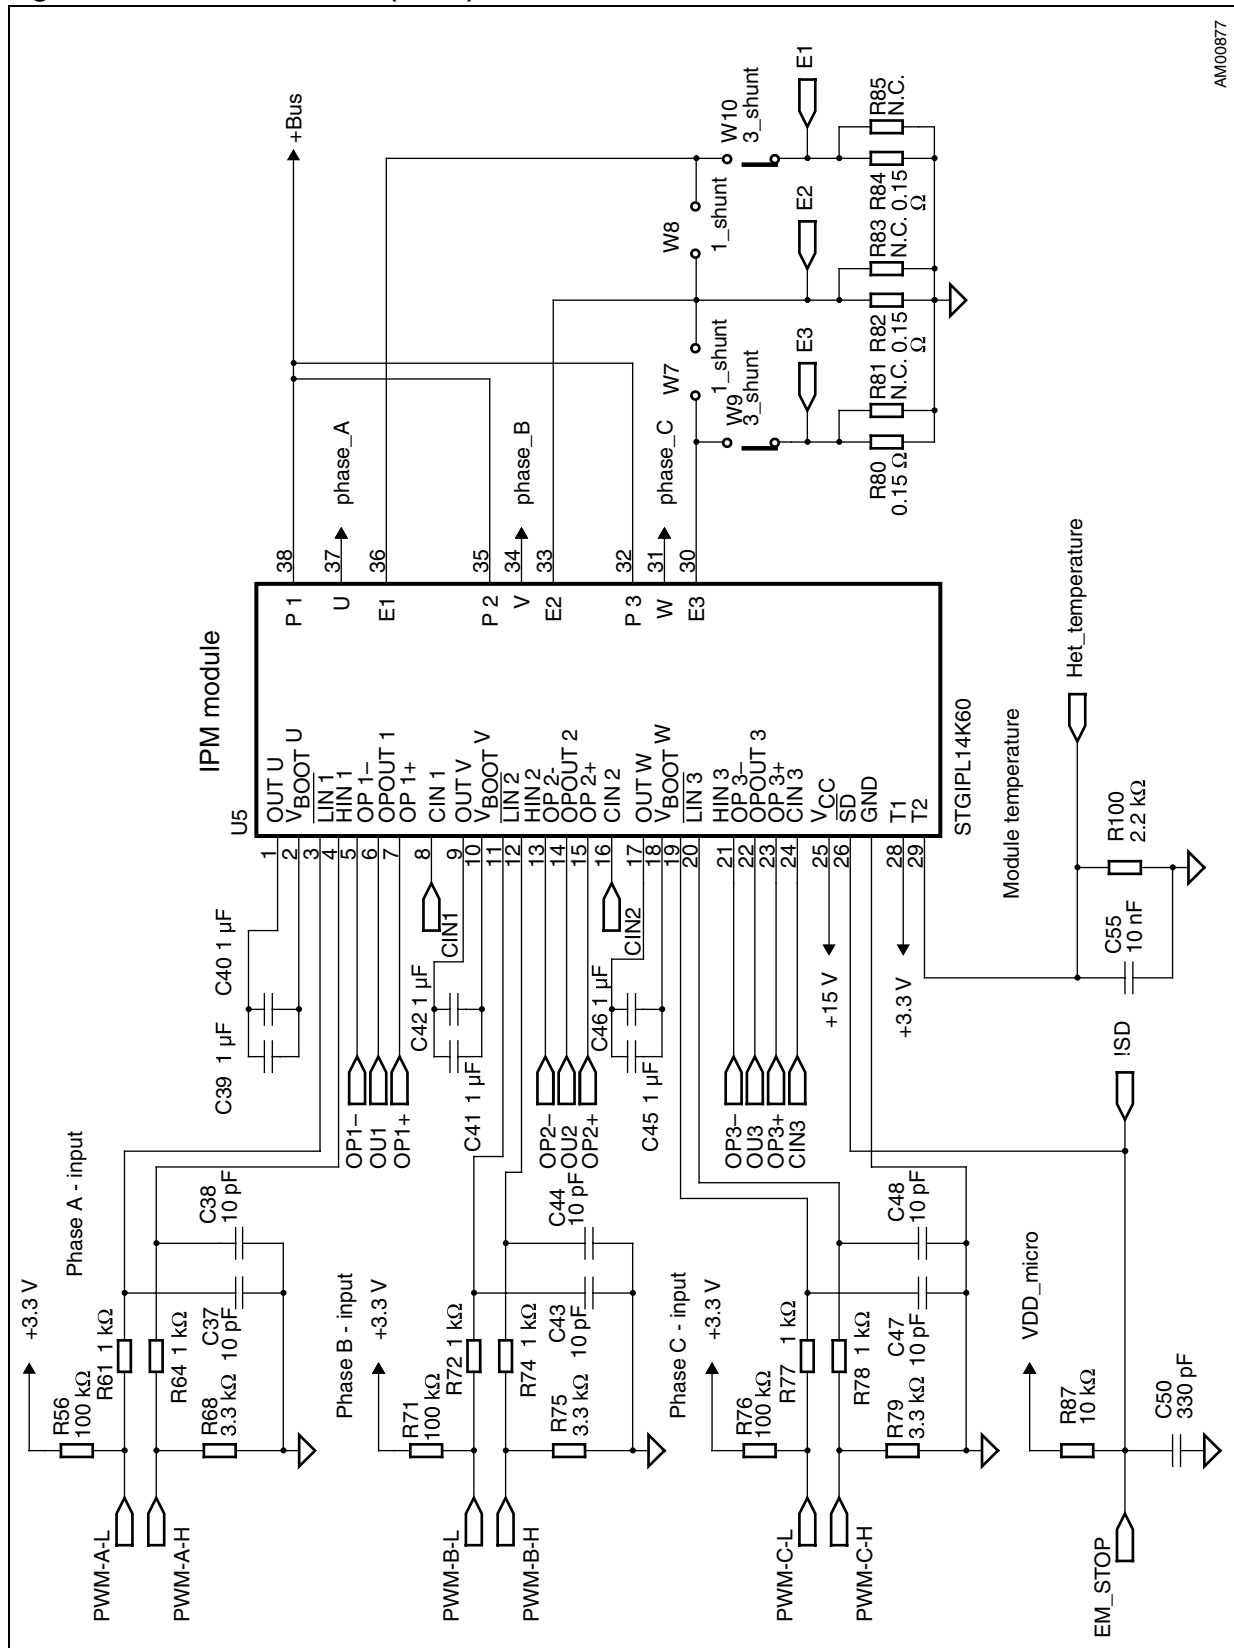 AM00877
IPM module
U5
STGIPL14K60
1
OUT U
2
VBOOT U
3
LIN 1
4
HIN 1
5
OP 1−
6
OPOUT 1
7
OP 1+
8
CIN 1
9
OUT V
10
VBOOT V
11
LIN 2
12
HIN 2
13
OP 2-
14
OPOUT 2
15
OP 2+
16
CIN 2
17
OUT W
18
VBOOT W
19
LIN 3
20
HIN 3
21
OP 3−
22
OPOUT 3
23
OP 3+
24
CIN 3
25
VCC
26
SD
GND
28
T1
29
T2
P 1
38
U
37
E1
36
P 2
35
V
34
E2
33
P 3
32
W
31
E3
30
+Bus
phase_A
phase_B
phase_C
W10
3_shunt
W8
1_shunt
W7
1_shunt
W9
3_shunt
E1
E2
E3
R85
N.C.
R84
0.15
Ω
R83
N.C.
R82
0.15
Ω
R81
N.C.
R80
0.15 Ω
Phase A - input
+3.3 V
R56
100 kΩ
R61 1 kΩ
R64 1 kΩ
R68
3.3 kΩ
C37
10 pF
C38
10 pF
C39 1 µF
C40 1 µF
PWM-A-L
PWM-A-H
OP1−
OU1
OP1+
CIN1
Phase B - input
+3.3 V
R71
100 kΩ
R72 1 kΩ
R74 1 kΩ
R75
3.3 kΩ
C43
10 pF
C44
10 pF
C41 1 µF
C42 1 µF
PWM-B-L
PWM-B-H
OP2−
OU2
OP2+
CIN2
Phase C - input
+3.3 V
R76
100 kΩ
R77 1 kΩ
R78 1 kΩ
R79
3.3 kΩ
C47
10 pF
C48
10 pF
C45 1 µF
C46 1 µF
PWM-C-L
PWM-C-H
OP3−
OU3
OP3+
CIN3
+15 V
+3.3 V
VDD_micro
R87
10 kΩ
C50
330 pF
EM_STOP
!SD
C55
10 nF
R100
2.2 kΩ
Module temperature
Het_temperature